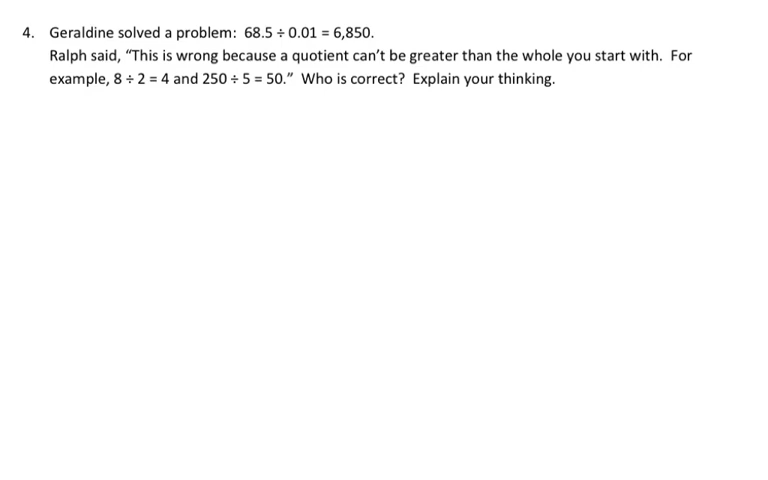 4. Geraldine solved a problem: 68.5 ÷ 0.01 = 6,850.
Ralph said, “This is wrong because a quotient can’t be greater than the whole you start with. For
example, 8 ÷ 2 = 4 and 250 ÷ 5 = 50.” Who is correct? Explain your thinking.